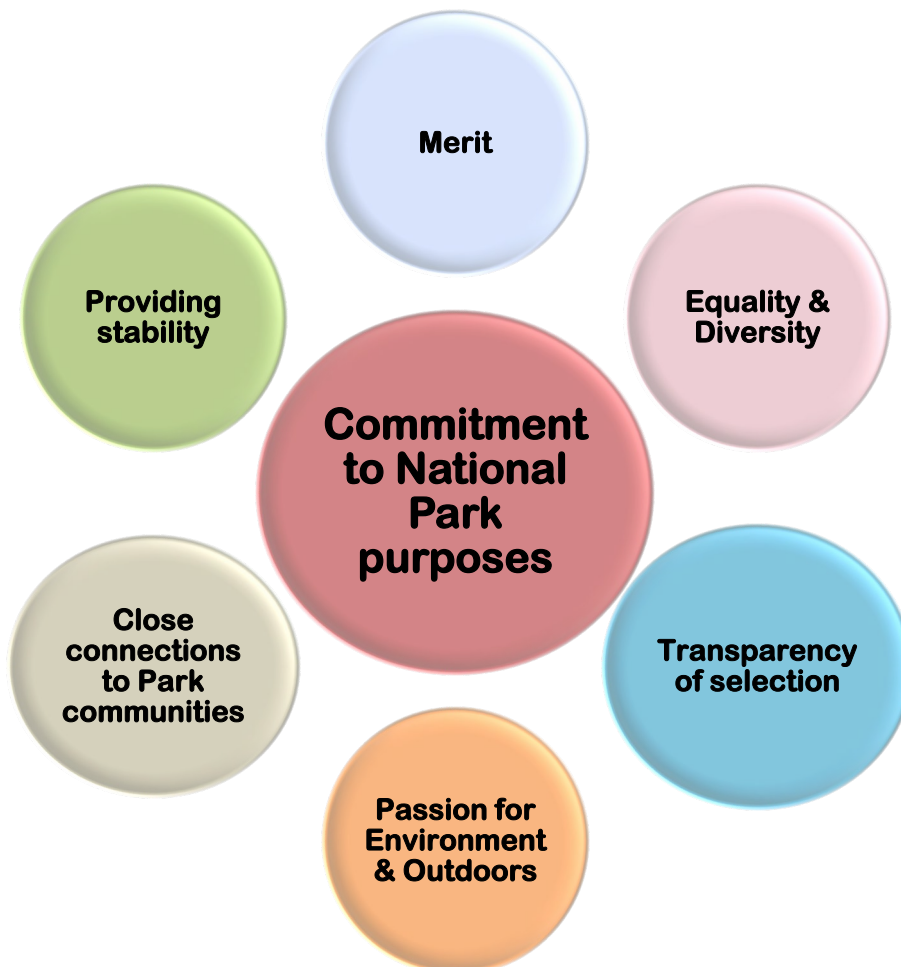 Merit
Providing
stability
Equality &
Diversity
Commitment
to National
Park
purposes
Close
connections
to Park
communities
Transparency
of selection
Passion for
Environment
& Outdoors